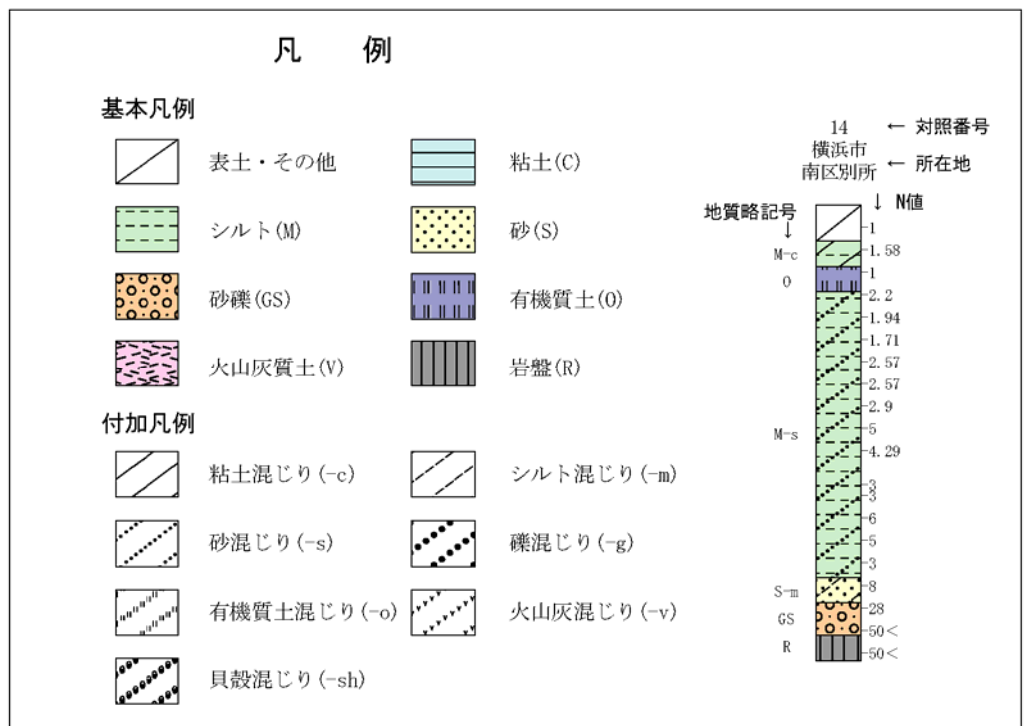 凡 例
基本凡例
表土・その他
粘土(C)
シルト(M)
砂(S)
砂礫(GS)
有機質土(O)
火山灰質土(V)
岩盤(R)
付加凡例
粘土混じり(-c)
シルト混じり(-m)
砂混じり(-s)
礫混じり(-g)
有機質土混じり(-o)
火山灰混じり(-v)
貝殻混じり(-sh)
14 ← 対照番号
横浜市
南区別所 ← 所在地
↓ N値
地質略記号
↓
1
M-c
1.58
O
1
2.2
1.94
1.71
2.57
2.57
2.9
M-s
5
4.29
3
3
6
5
3
S-m
8
GS
28
50<
R
50<